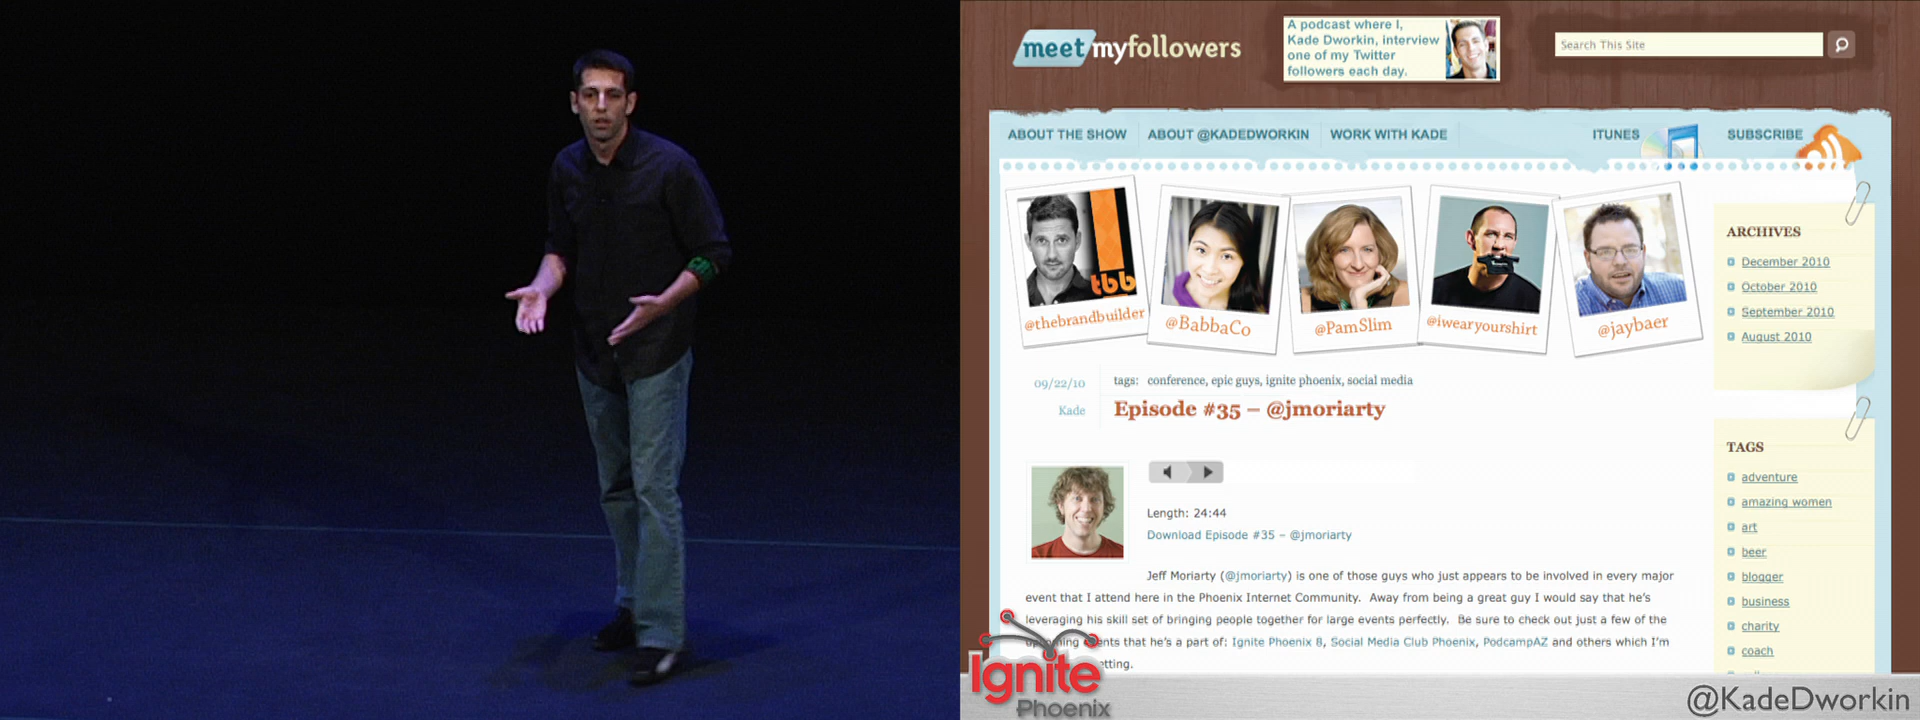 meetmyfollowers
A podcast where I,
Kade Dworkin, interview
one of my Twitter
followers each day.
Search This Site
ABOUT THE SHOW
ABOUT @KADEDWORKIN
WORK WITH KADE
ITUNES
SUBSCRIBE
tbb
@thebrandbuilder
@BabbaCo
@PamSlim
@iwearyourshirt
@jaybaer
ARCHIVES
December 2010
October 2010
September 2010
August 2010
09/22/10
Kade
tags: conference, epic guys, ignite phoenix, social media
Episode #35 – @jmoriarty
Length: 24:44
Download Episode #35 – @jmoriarty
Jeff Moriarty (@jmoriarty) is one of those guys who just appears to be involved in every major
event that I attend here in the Phoenix Internet Community. Away from being a great guy I would say that he's
leveraging his skill set of bringing people together for large events perfectly. Be sure to check out just a few of the
that he's a part of: Ignite Phoenix 8, Social Media Club Phoenix, PodcampAZ and others which I'm
TAGS
adventure
amazing women
art
beer
blogger
business
charity
coach
Ignite
Phoenix
@KadeDworkin